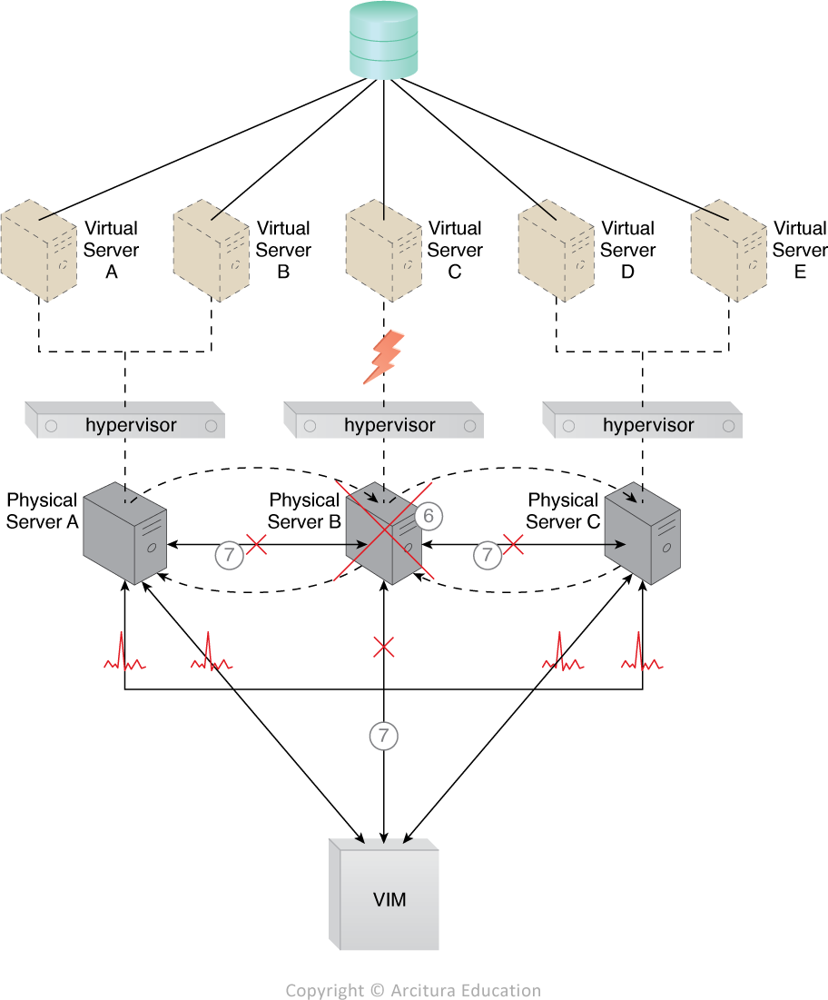 Virtual
Server
A
Virtual
Server
B
Virtual
Server
C
Virtual
Server
D
Virtual
Server
E
hypervisor
hypervisor
hypervisor
Physical
Server A
Physical
Server B
6
Physical
Server C
7
7
7
VIM
Copyright © Arcitura Education